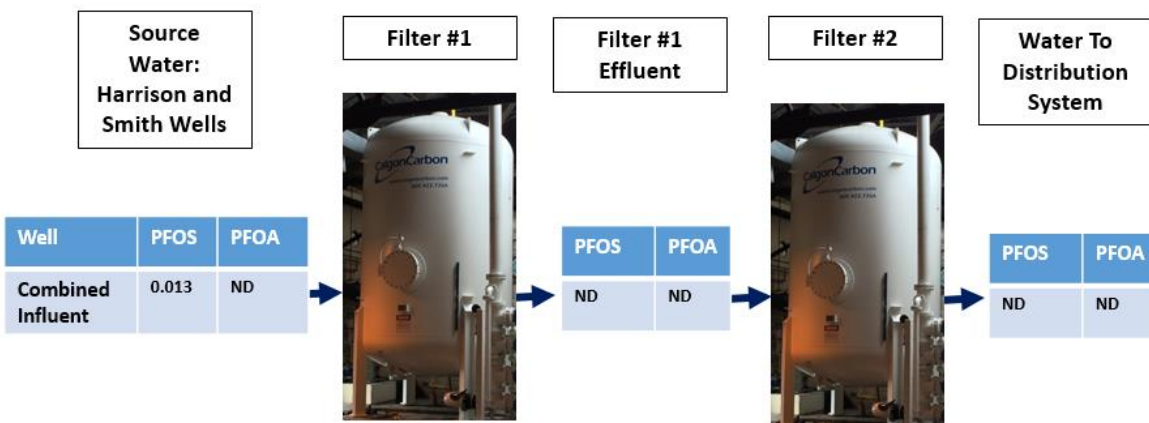 Source
Water:
Harrison and
Smith Wells
Filter #1
Filter #1
Effluent
Filter #2
Water To
Distribution
System
Well PFOS PFOA
Combined
Influent
0.013 ND
CalgonCarbon
PFOS PFOA
ND ND
CalgonCarbon
PFOS PFOA
ND ND